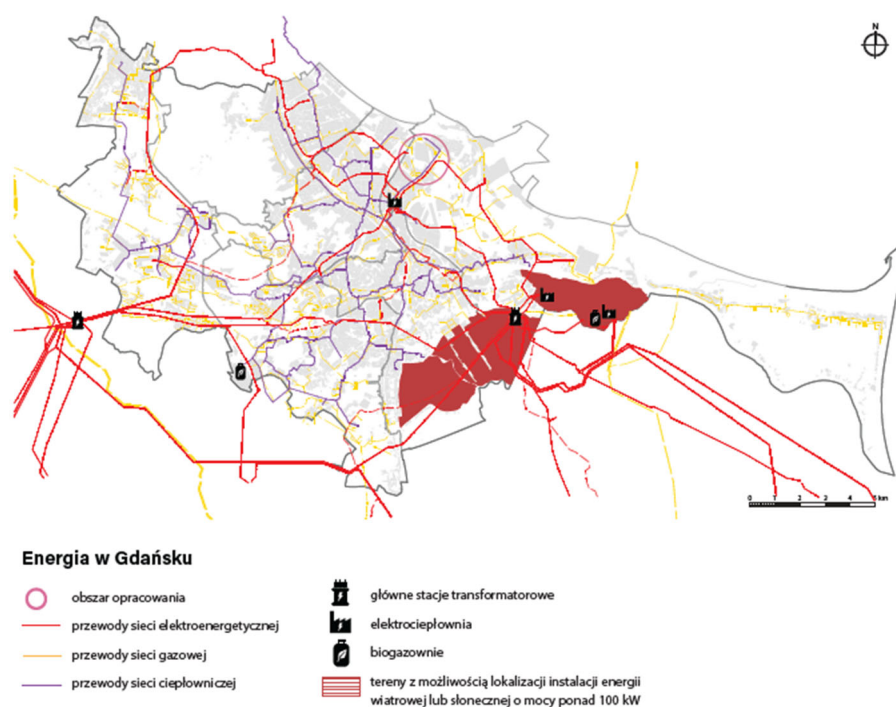 N
0 1 2 3 4 5 km
Energia w Gdańsku
obszar opracowania
przewody sieci elektroenergetycznej
przewody sieci gazowej
przewody sieci ciepłowniczej
główne stacje transformatorowe
elektrociepłownia
biogazownie
tereny z możliwością lokalizacji instalacji energii
wiatrowej lub słonecznej o mocy ponad 100 kW